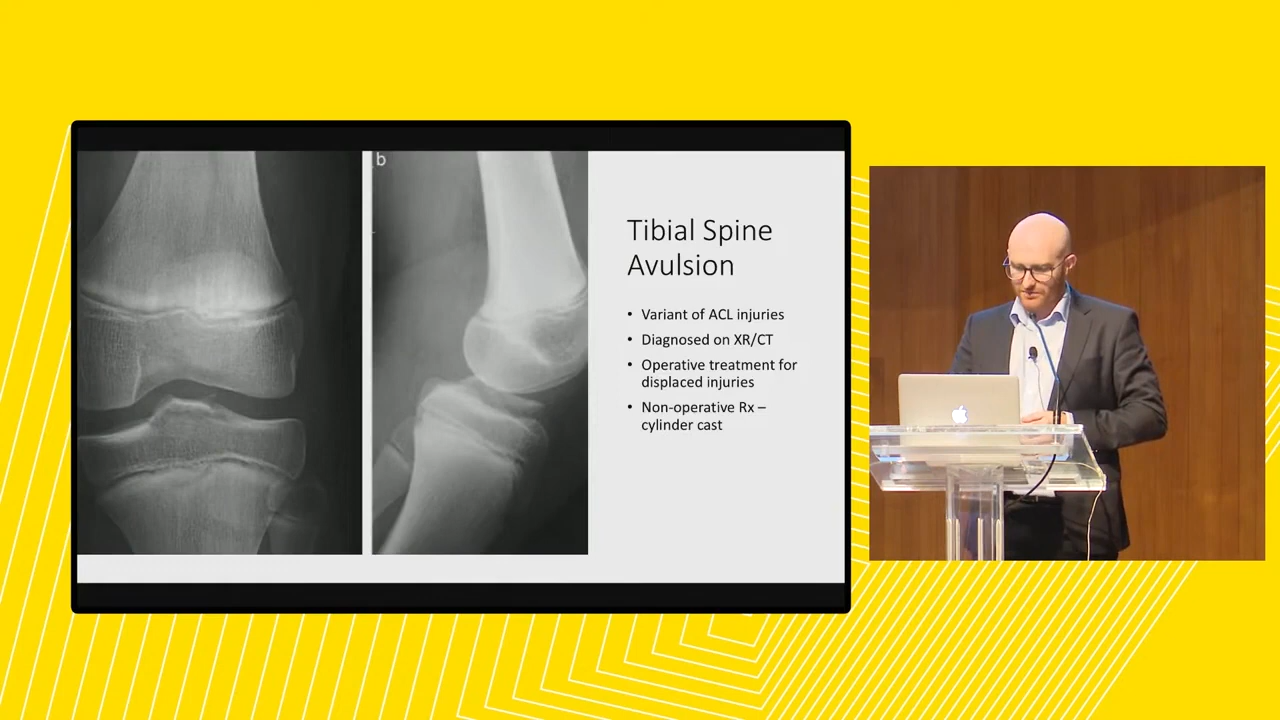 b
Tibial Spine
Avulsion
• Variant of ACL injuries
• Diagnosed on XR/CT
• Operative treatment for
displaced injuries
• Non-operative Rx –
cylinder cast